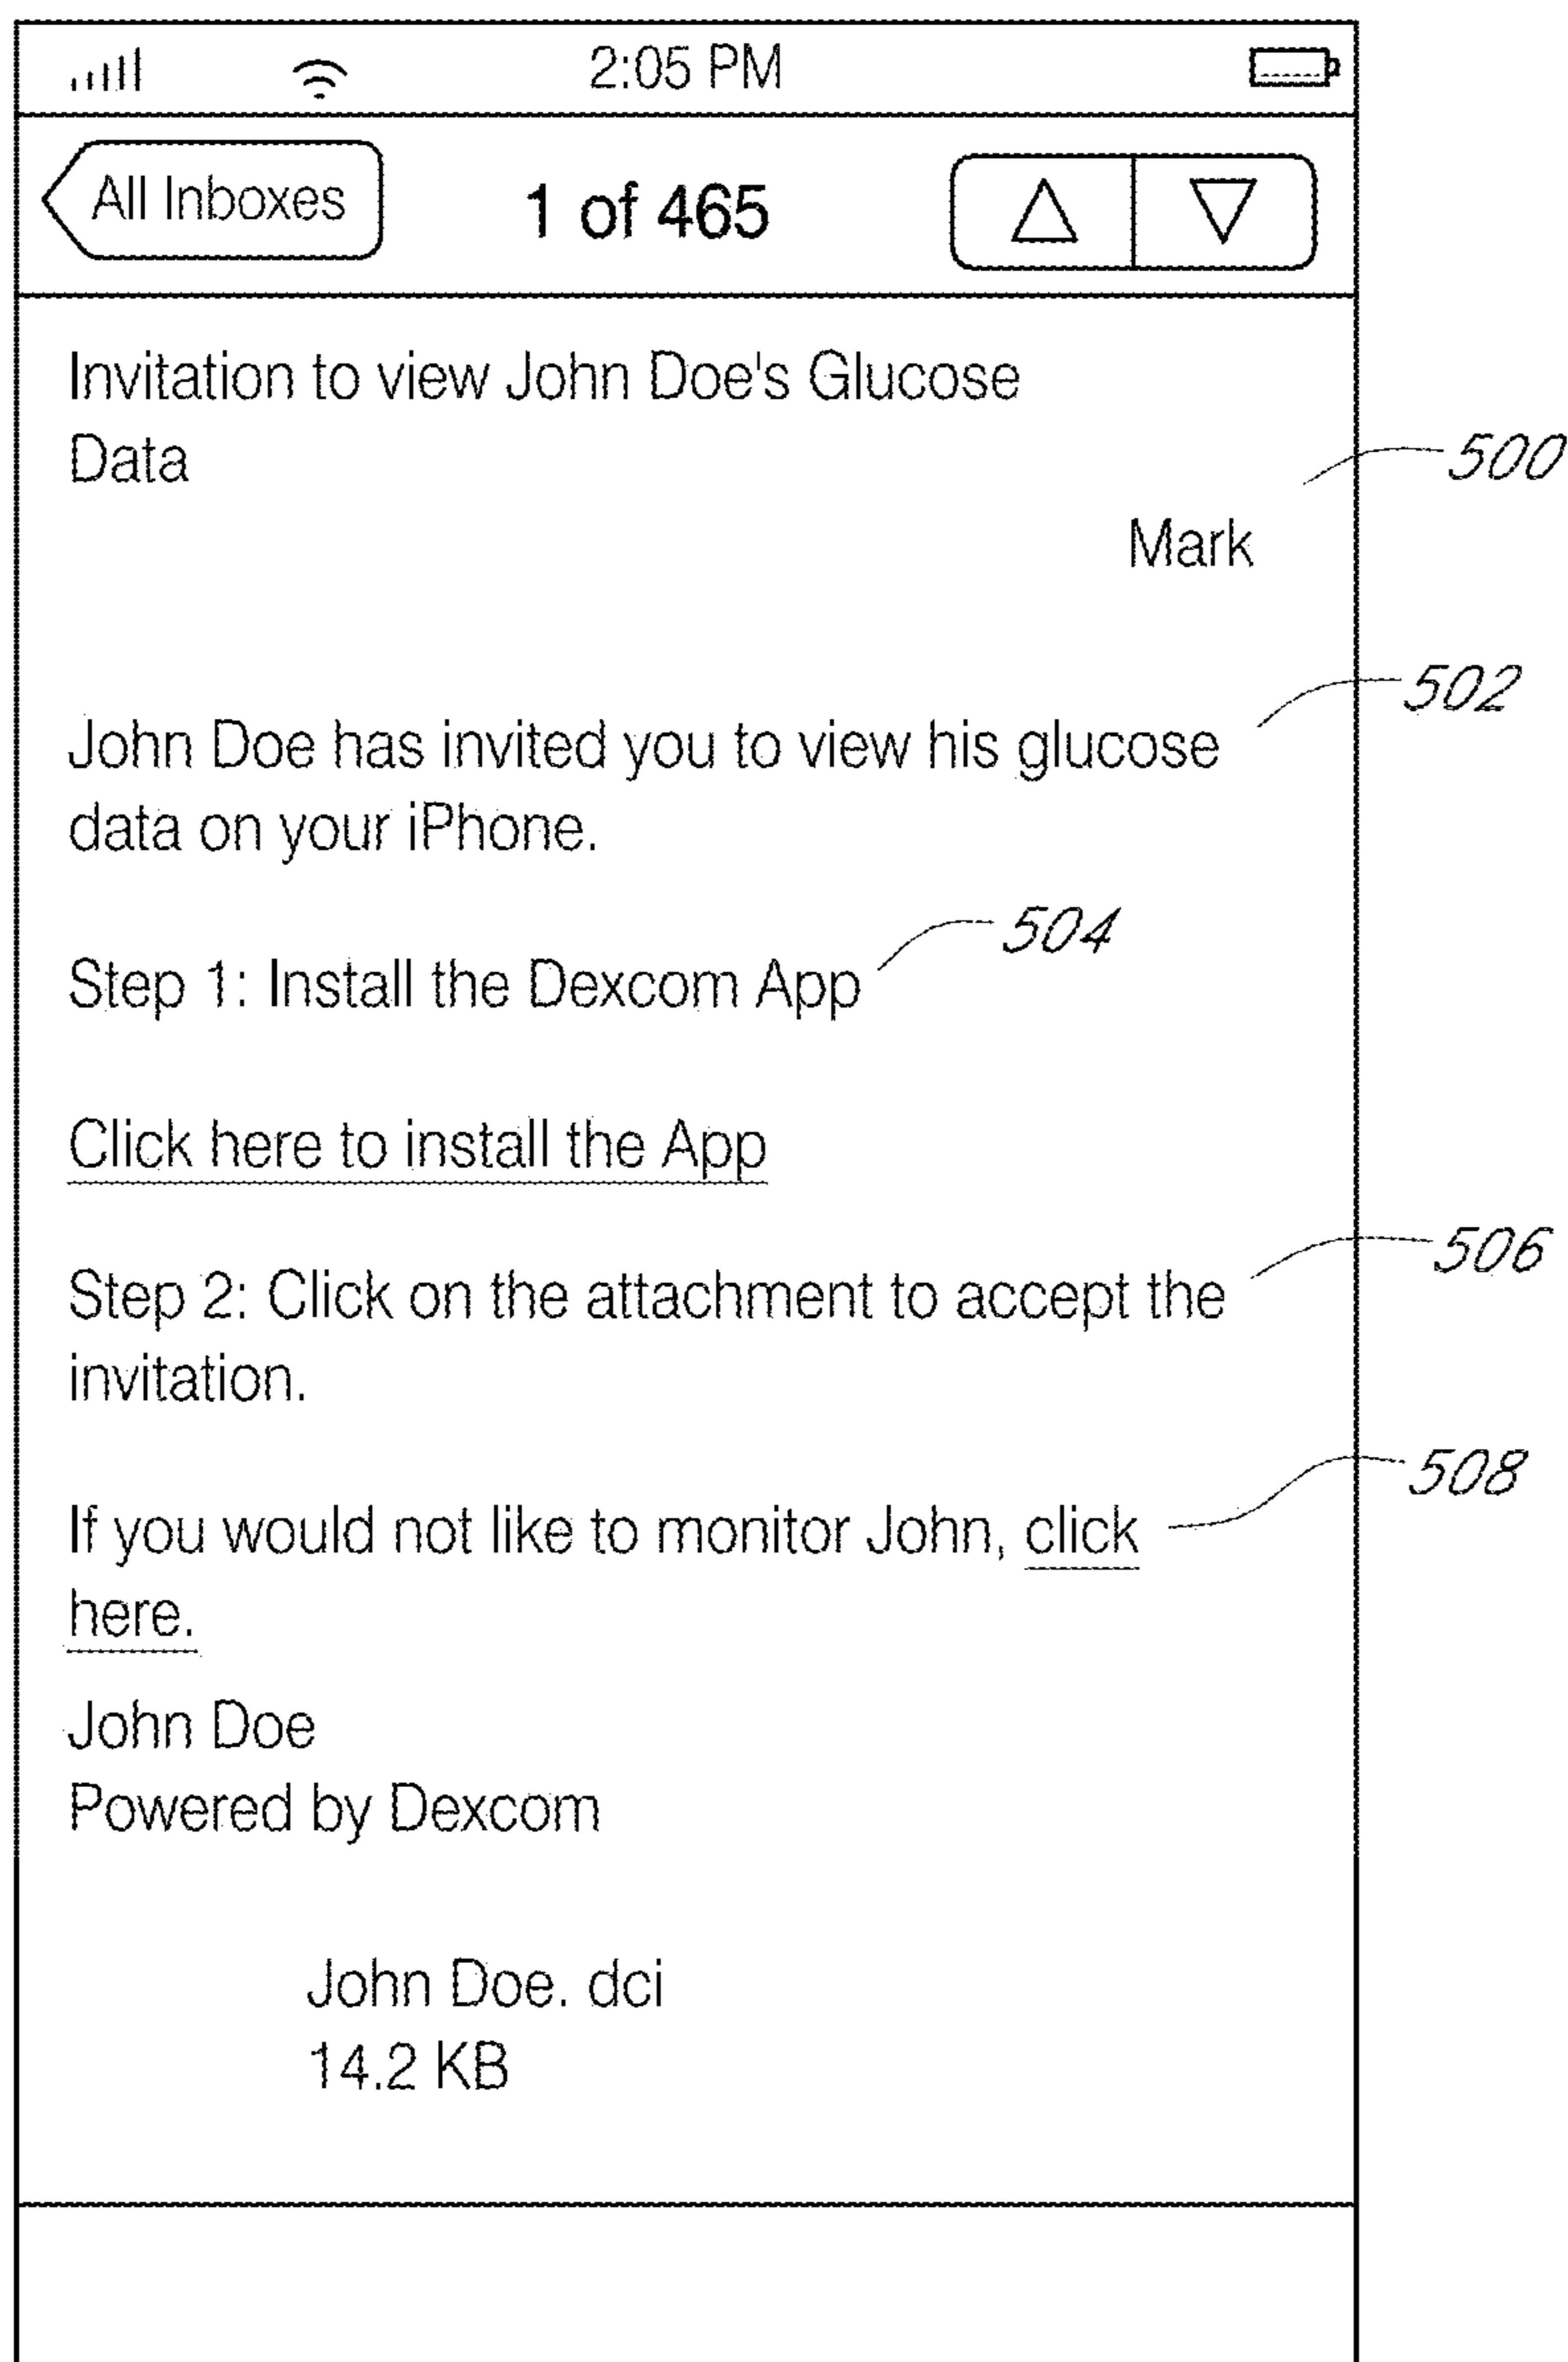 2:05 PM
All Inboxes
1 of 465
Invitation to view John Doe's Glucose
Data
500
Mark
502
John Doe has invited you to view his glucose
data on your iPhone.
504
Step 1: Install the Dexcom App
Click here to install the App
506
Step 2: Click on the attachment to accept the
invitation.
508
If you would not like to monitor John, click
here.
John Doe
Powered by Dexcom
John Doe. dci
14.2 KB